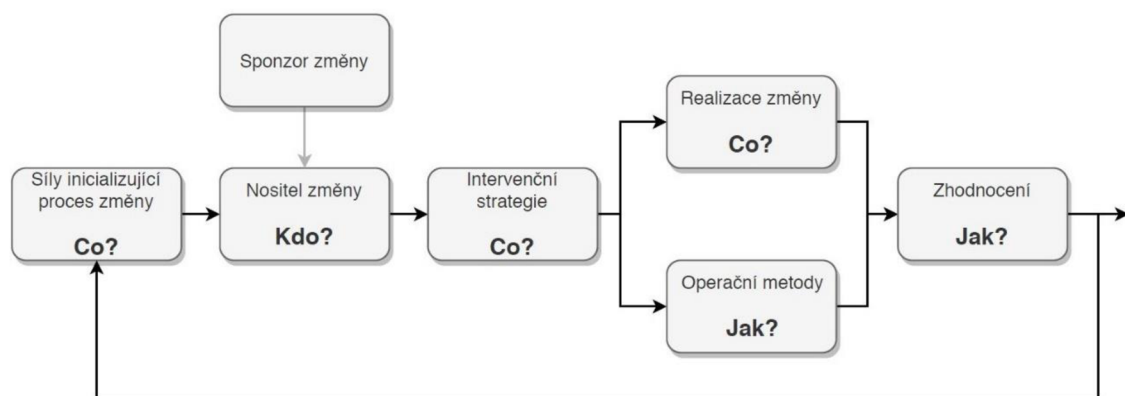 Sponzor změny
Síly inicializující
proces změny
Co?
Nositel změny
Kdo?
Intervenční
strategie
Co?
Realizace změny
Co?
Operační metody
Jak?
Zhodnocení
Jak?